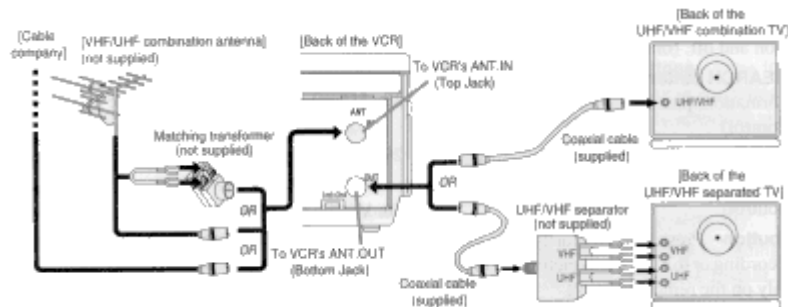 [Cable
company]
[VHF/UHF combination antenna]
(not supplied)
Matching transformer
(not supplied)
OR
OR
[Back of the VCR]
To VCR's ANT.IN
(Top Jack)
ANT
To VCR's ANT.OUT
(Bottom Jack)
OR
Coaxial cable
(supplied)
Coaxial cable
(supplied)
UHF/VHF separator
(not supplied)
VHF
UHF
[Back of the
UHF/VHF combination TV]
UHF/VHF
[Back of the
UHF/VHF separated TV]
VHF
UHF